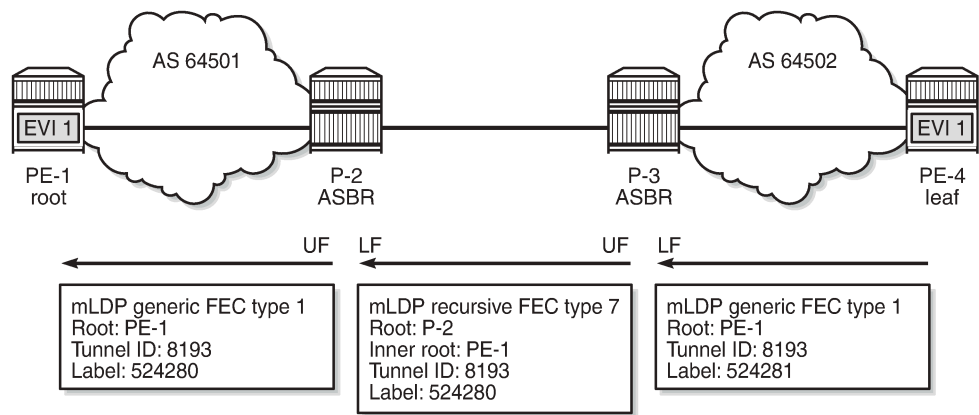 AS 64501
AS 64502
EVI 1
EVI 1
PE-1
root
P-2
ASBR
P-3
ASBR
PE-4
leaf
UF
LF
UF
LF
mLDP generic FEC type 1
Root: PE-1
Tunnel ID: 8193
Label: 524280
mLDP recursive FEC type 7
Root: P-2
Inner root: PE-1
Tunnel ID: 8193
Label: 524280
mLDP generic FEC type 1
Root: PE-1
Tunnel ID: 8193
Label: 524281